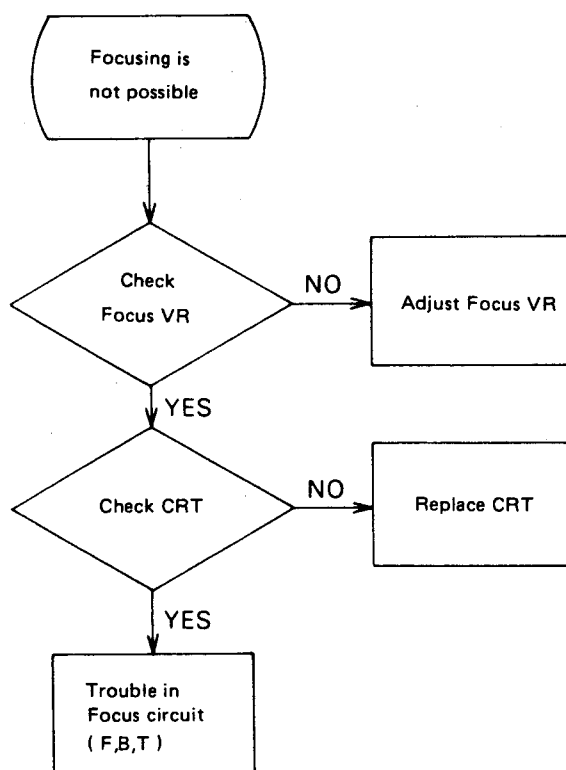 Focusing is
not possible
Check
Focus VR
NO
Adjust Focus VR
YES
Check CRT
NO
Replace CRT
YES
Trouble in
Focus circuit
( F,B,T )